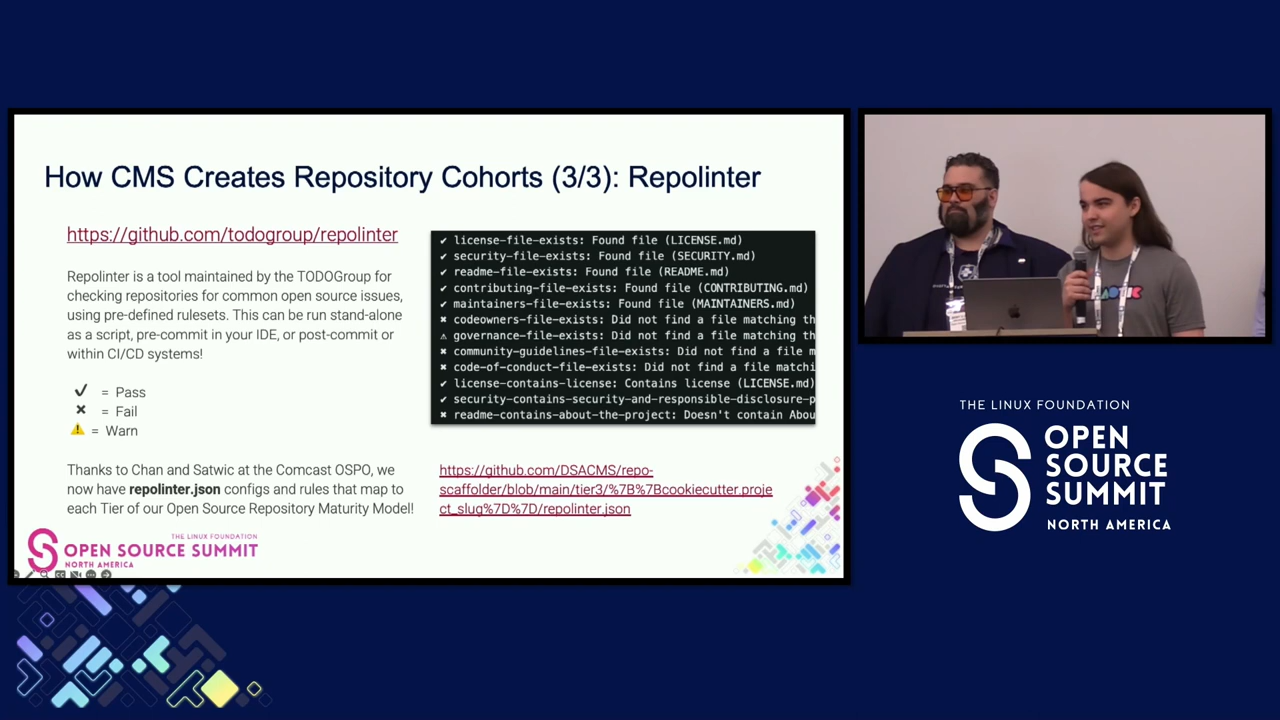 How CMS Creates Repository Cohorts (3/3): Repolinter
https://github.com/todogroup/repolinter
Repolinter is a tool maintained by the TODOGroup for
checking repositories for common open source issues,
using pre-defined rulesets. This can be run stand-alone
as a script, pre-commit in your IDE, or post-commit or
within CI/CD systems!
✔ = Pass
✖ = Fail
⚠ = Warn
Thanks to Chan and Satwic at the Comcast OSPO, we
now have repolinter.json configs and rules that map to
each Tier of our Open Source Repository Maturity Model!
✔ license-file-exists: Found file (LICENSE.md)
✔ security-file-exists: Found file (SECURITY.md)
✔ readme-file-exists: Found file (README.md)
✔ contributing-file-exists: Found file (CONTRIBUTING.md)
✔ maintainers-file-exists: Found file (MAINTAINERS.md)
✖ codeowners-file-exists: Did not find a file matching th
⚠ governance-file-exists: Did not find a file matching th
✖ community-guidelines-file-exists: Did not find a file m
✖ code-of-conduct-file-exists: Did not find a file matchi
✔ license-contains-license: Contains license (LICENSE.md)
✔ security-contains-security-and-responsible-disclosure-p
✖ readme-contains-about-the-project: Doesn't contain Abou
https://github.com/DSACMS/repo-
scaffolder/blob/main/tier3/%7B%7Bcookiecutter.proje
ct_slug%7D%7D/repolinter.json
THE LINUX FOUNDATION
OPEN SOURCE SUMMIT
NORTH AMERICA
THE LINUX FOUNDATION
OPEN
SOURCE
SUMMIT
NORTH AMERICA